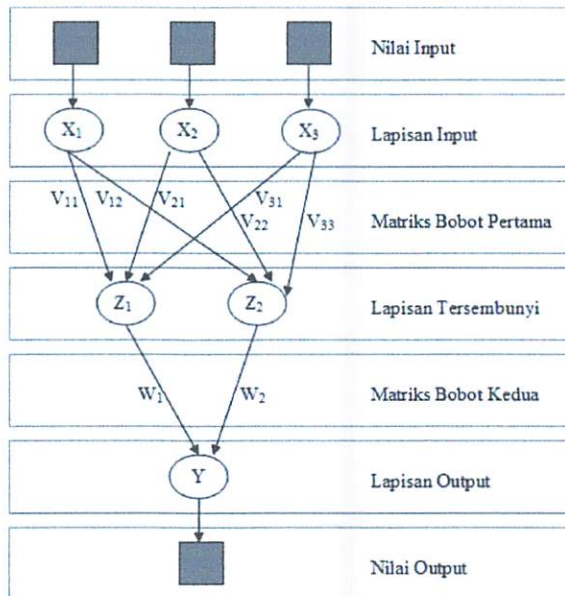 Nilai Input
X1 X2 X3 Lapisan Input
V11 V12 V21 V31
V22 V33 Matriks Bobot Pertama
Z1 Z2 Lapisan Tersembunyi
W1 W2 Matriks Bobot Kedua
Y Lapisan Output
Nilai Output